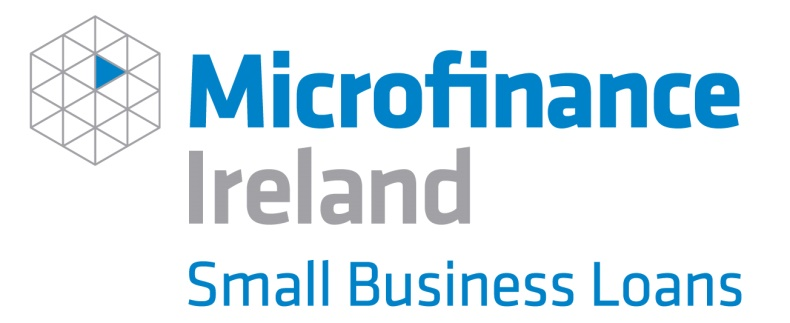 Microfinance
Ireland
Small Business Loans